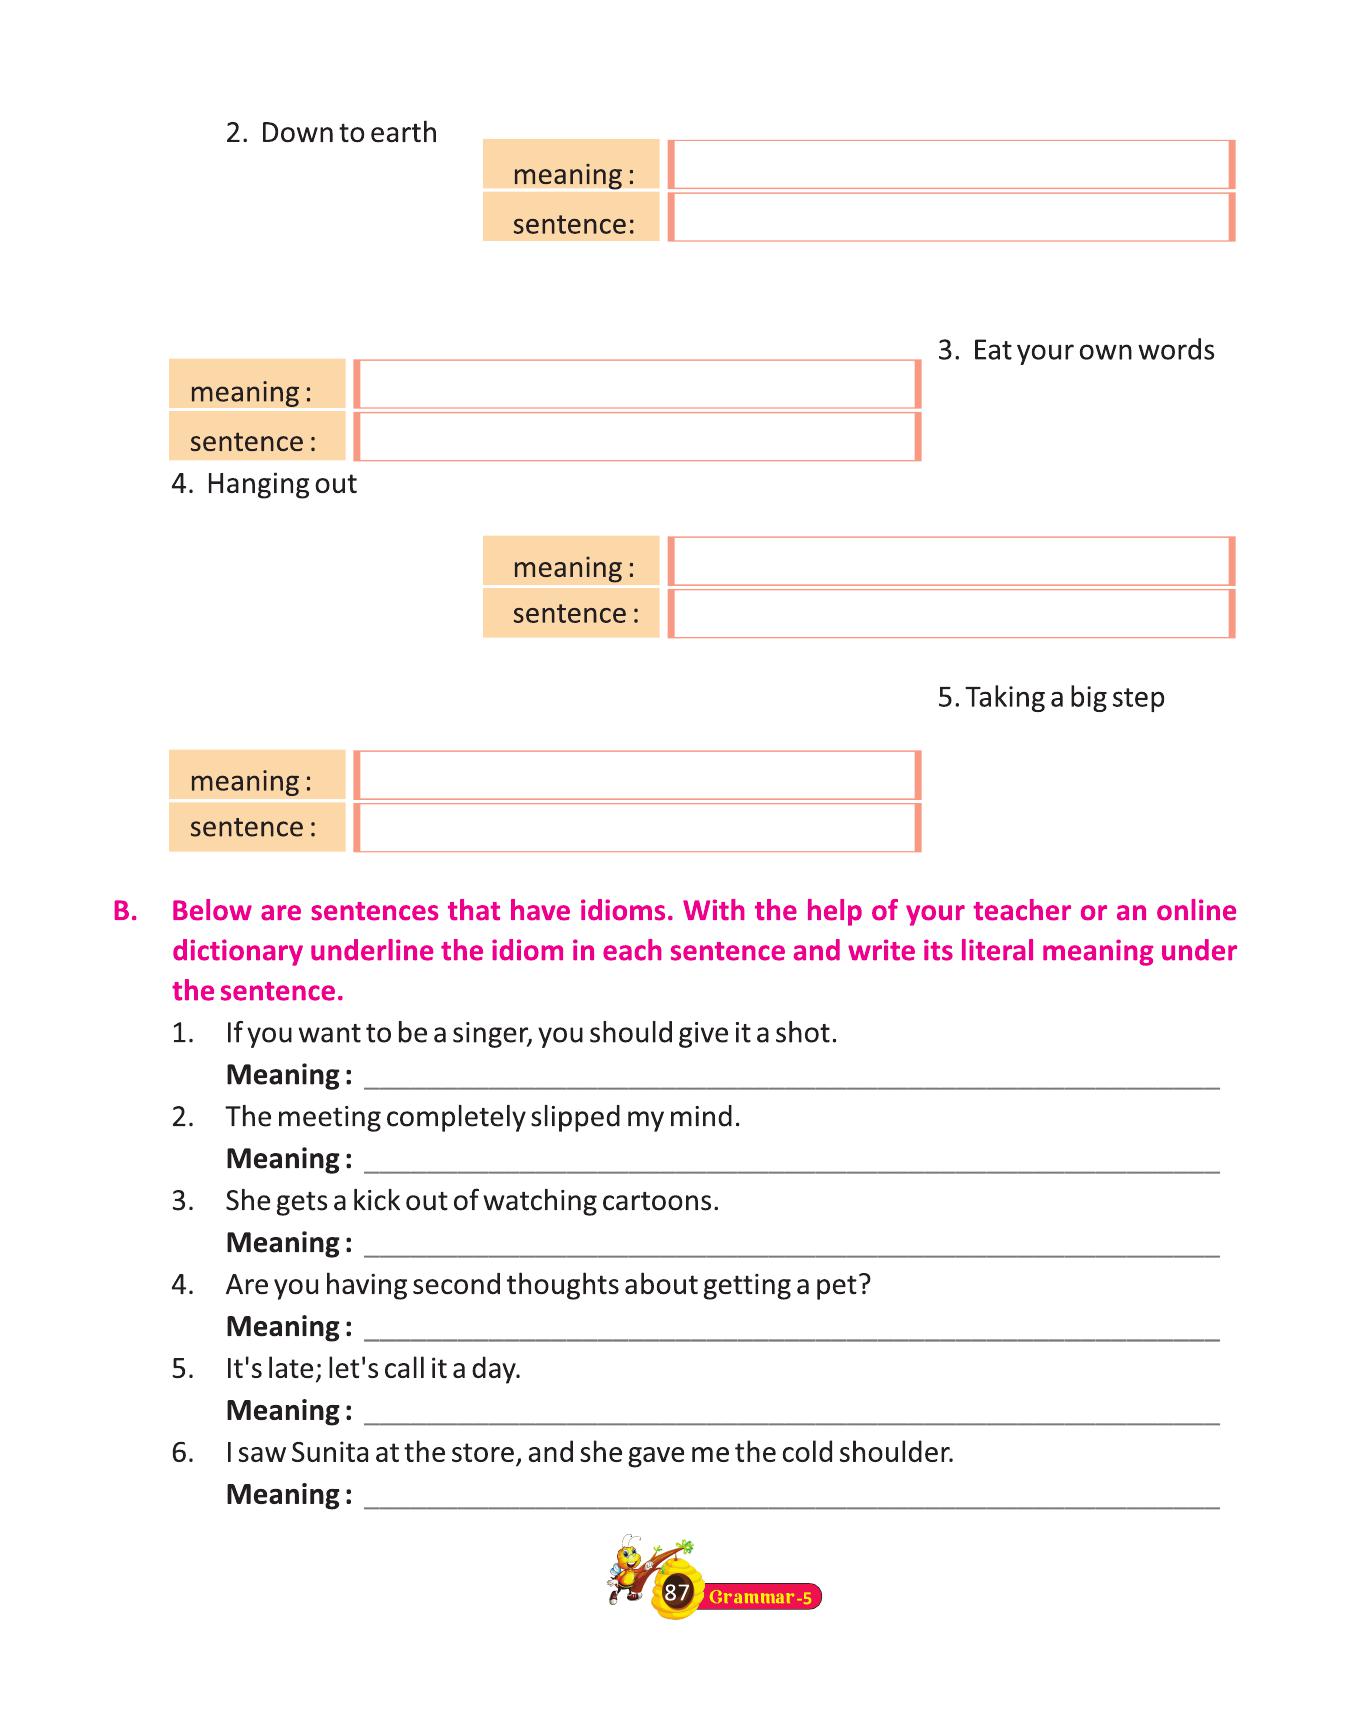 2. Down to earth
meaning :
sentence:
3. Eat your own words
meaning :
sentence :
4. Hanging out
meaning :
sentence :
5. Taking a big step
meaning :
sentence :
B. Below are sentences that have idioms. With the help of your teacher or an online
dictionary underline the idiom in each sentence and write its literal meaning under
the sentence.
1. If you want to be a singer, you should give it a shot.
Meaning :
2. The meeting completely slipped my mind.
Meaning :
3. She gets a kick out of watching cartoons.
Meaning :
4. Are you having second thoughts about getting a pet?
Meaning :
5. It's late; let's call it a day.
Meaning :
6. I saw Sunita at the store, and she gave me the cold shoulder.
Meaning :
87 Grammar-5